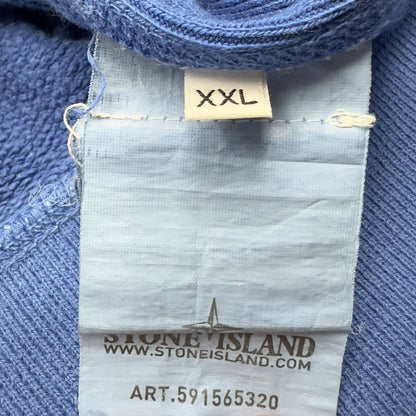 XXL
STONE ISLAND
WWW.STONEISLAND.COM
ART.591565320